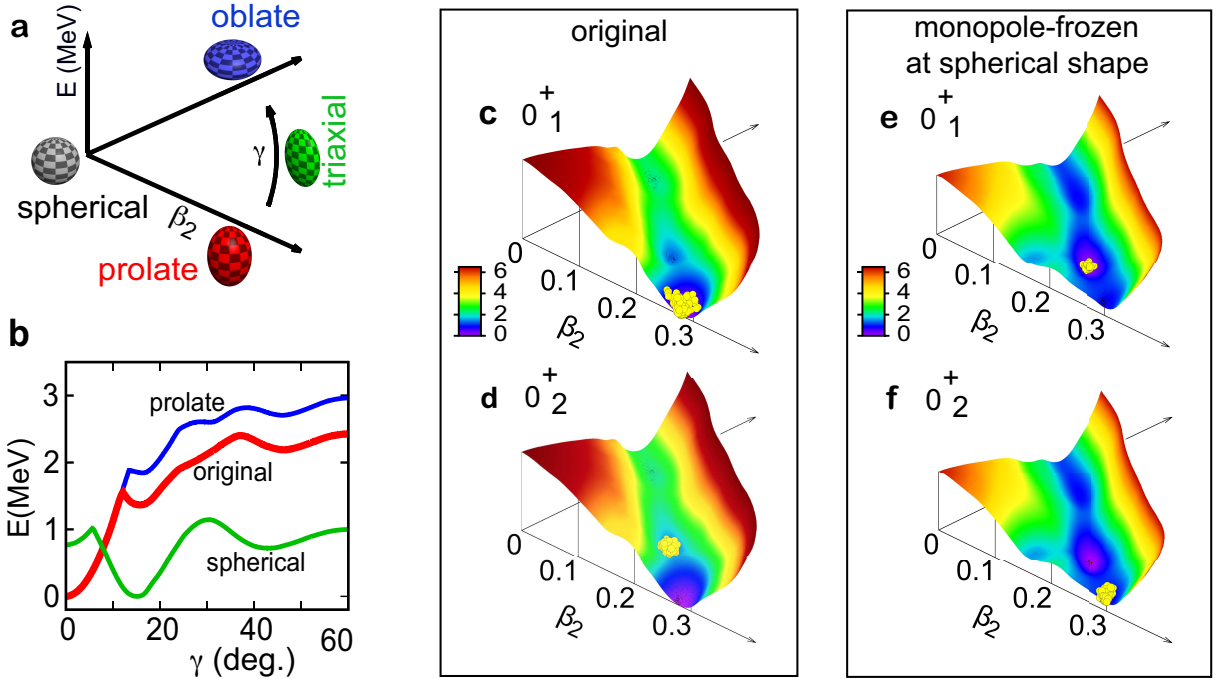 a
E (MeV)
oblate
triaxial
γ
spherical
β2
prolate
b
E(MeV)
3
2
1
0
prolate
original
spherical
0
20
40
60
γ (deg.)
original
c
0+1
0
0.1
0.2
0.3
β2
6
4
2
0
d
0+2
0
0.1
0.2
0.3
β2
monopole-frozen
at spherical shape
e
0+1
0
0.1
0.2
0.3
β2
6
4
2
0
f
0+2
0
0.1
0.2
0.3
β2